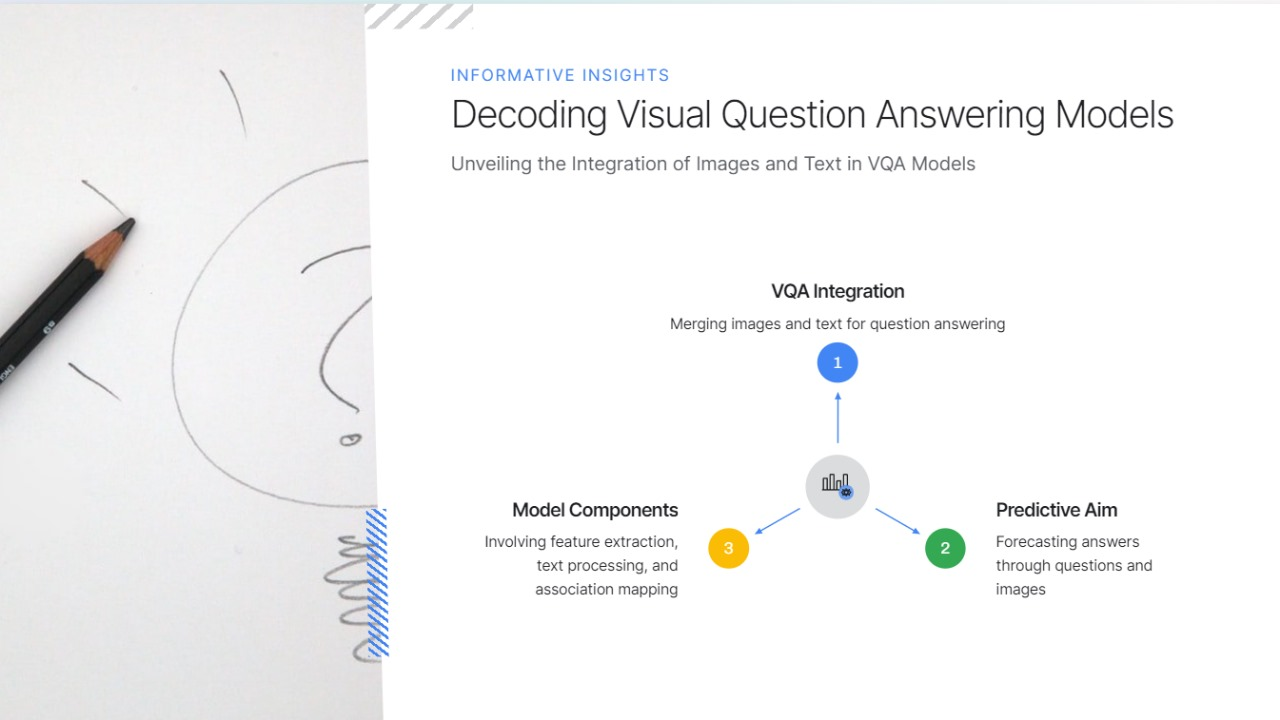 INFORMATIVE INSIGHTS
Decoding Visual Question Answering Models
Unveiling the Integration of Images and Text in VQA Models
VQA Integration
Merging images and text for question answering
1
Predictive Aim
Forecasting answers
through questions and
images
2
Model Components
Involving feature extraction,
text processing, and
association mapping
3